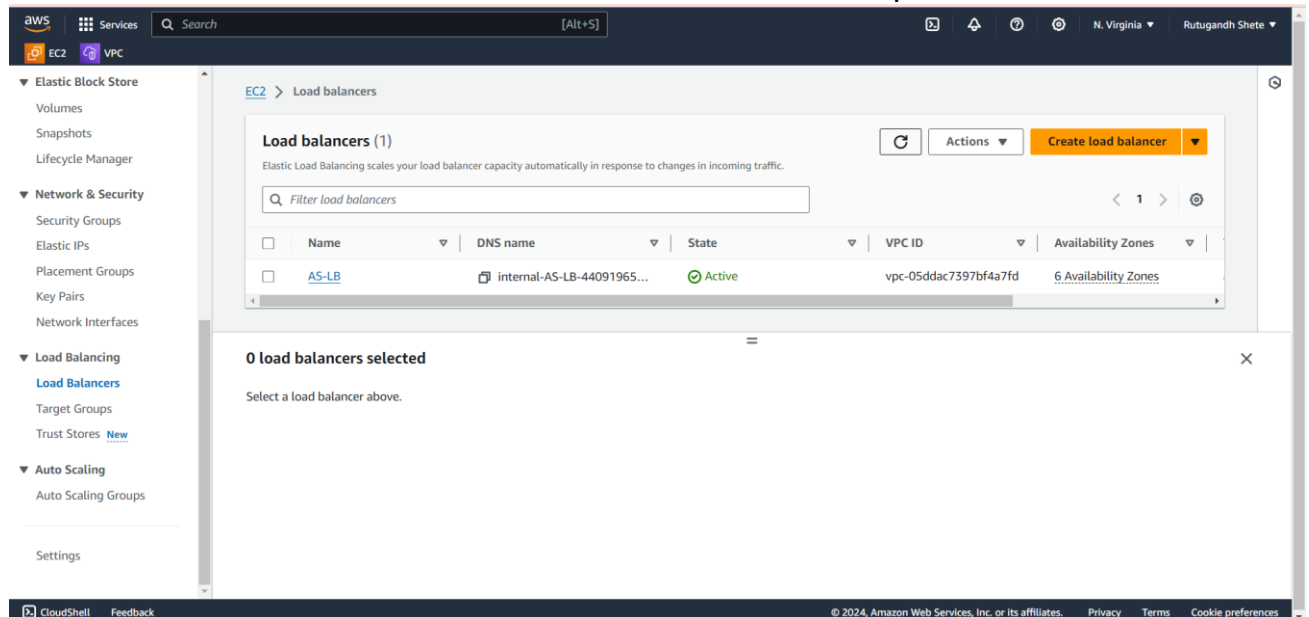 aws Services Search [Alt+S] N. Virginia Rutugandh Shete
EC2 VPC
Elastic Block Store
Volumes
Snapshots
Lifecycle Manager
Network & Security
Security Groups
Elastic IPs
Placement Groups
Key Pairs
Network Interfaces
Load Balancing
Load Balancers
Target Groups
Trust Stores New
Auto Scaling
Auto Scaling Groups
Settings
EC2 > Load balancers
Load balancers (1) Actions Create load balancer
Elastic Load Balancing scales your load balancer capacity automatically in response to changes in incoming traffic.
Filter load balancers 1
Name DNS name State VPC ID Availability Zones
AS-LB internal-AS-LB-44091965... Active vpc-05ddac7397bf4a7fd 6 Availability Zones
0 load balancers selected
Select a load balancer above.
CloudShell Feedback © 2024, Amazon Web Services, Inc. or its affiliates. Privacy Terms Cookie preferences